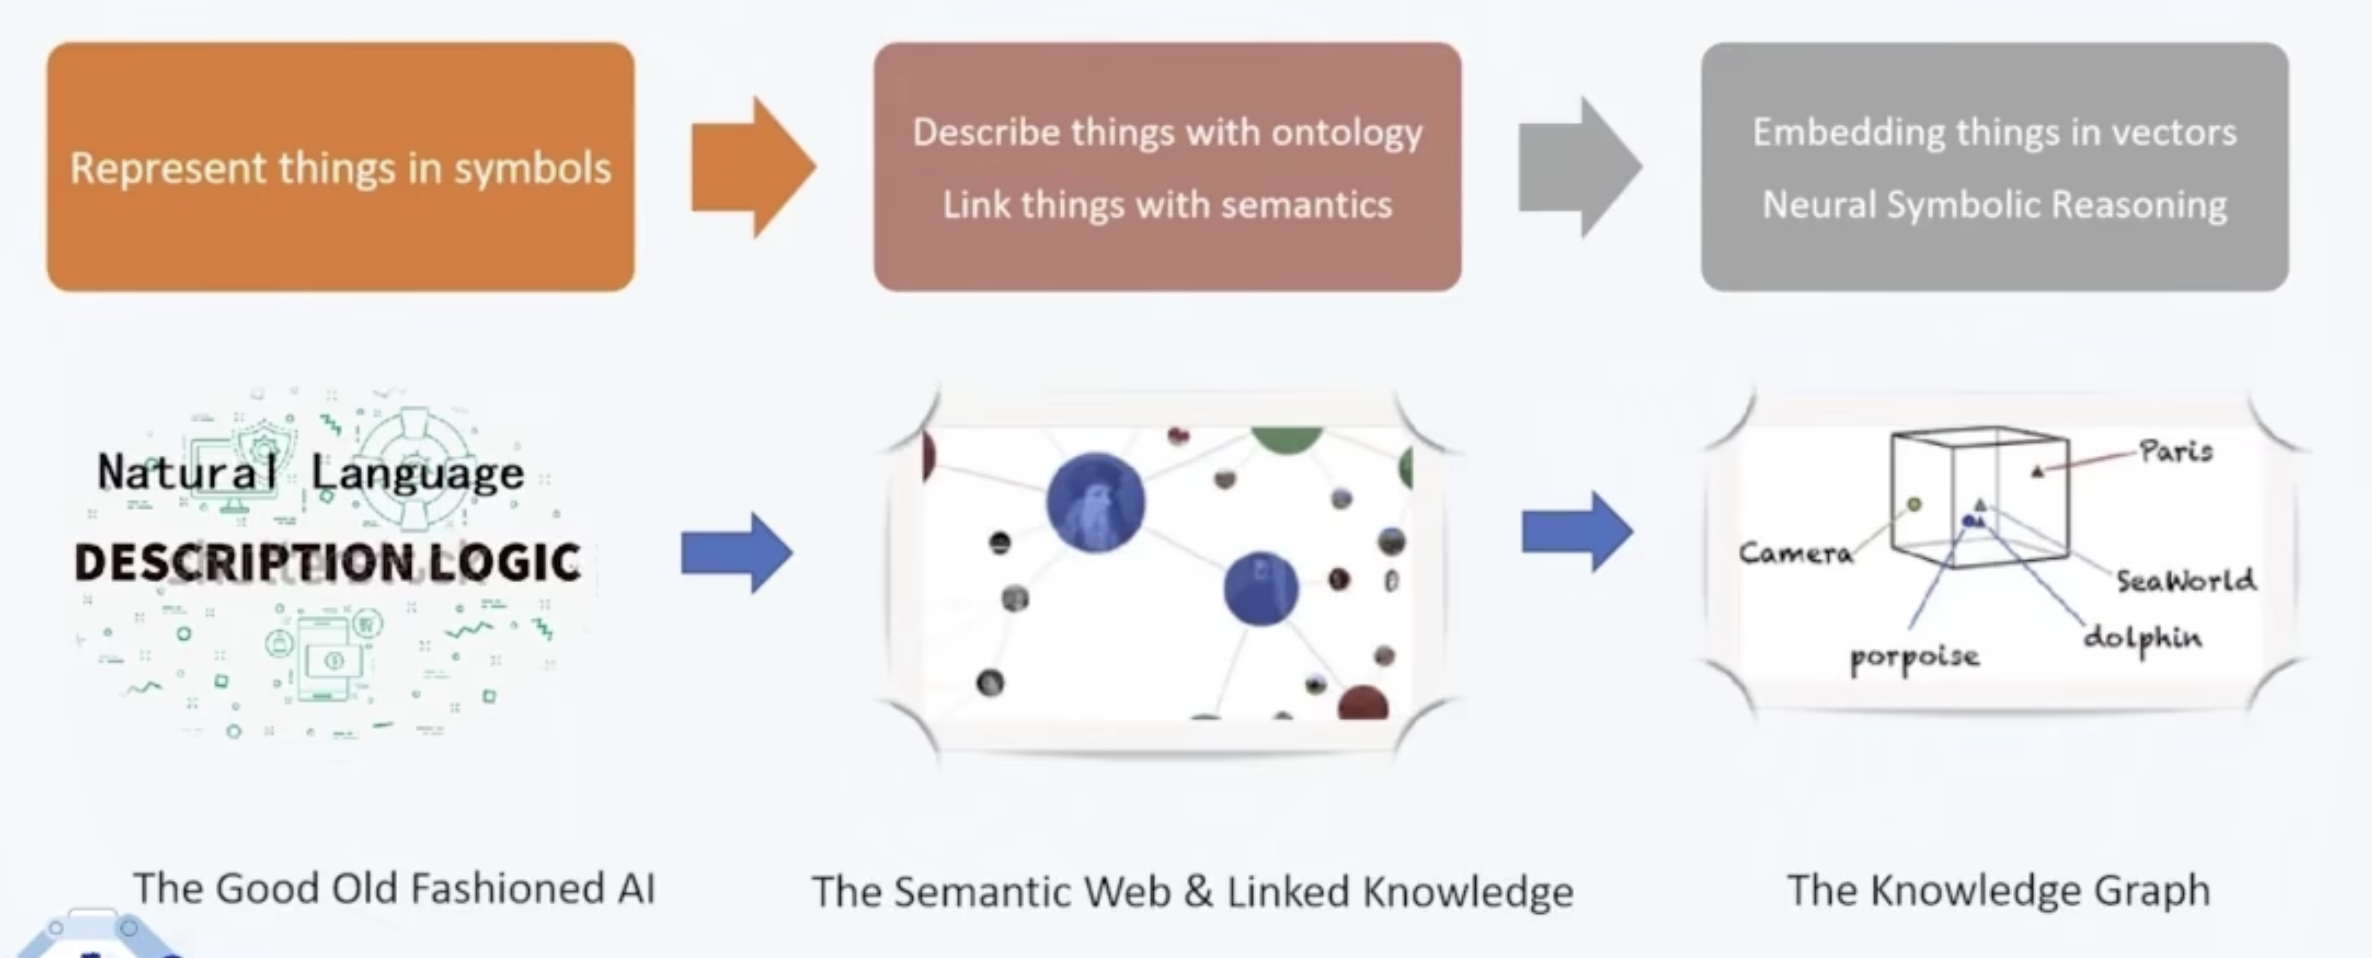 Represent things in symbols
Describe things with ontology
Link things with semantics
Embedding things in vectors
Neural Symbolic Reasoning
Natural Language
DESCRIPTION LOGIC
Paris
Camera
SeaWorld
dolphin
porpoise
The Good Old Fashioned AI
The Semantic Web & Linked Knowledge
The Knowledge Graph